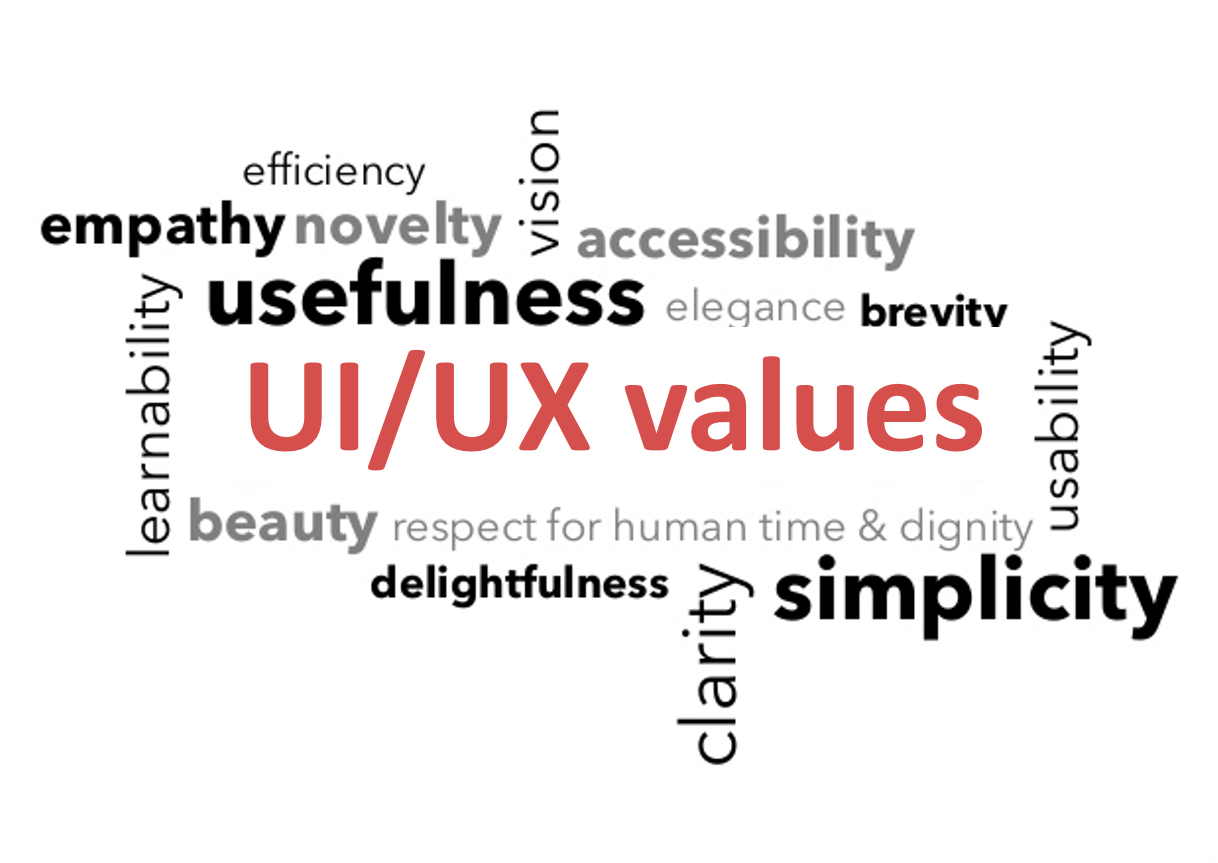 vision
efficiency
empathy novelty
accessibility
learnability
usefulness
elegance brevity
usability
UI/UX values
beauty respect for human time & dignity
delightfulness
clarity
simplicity